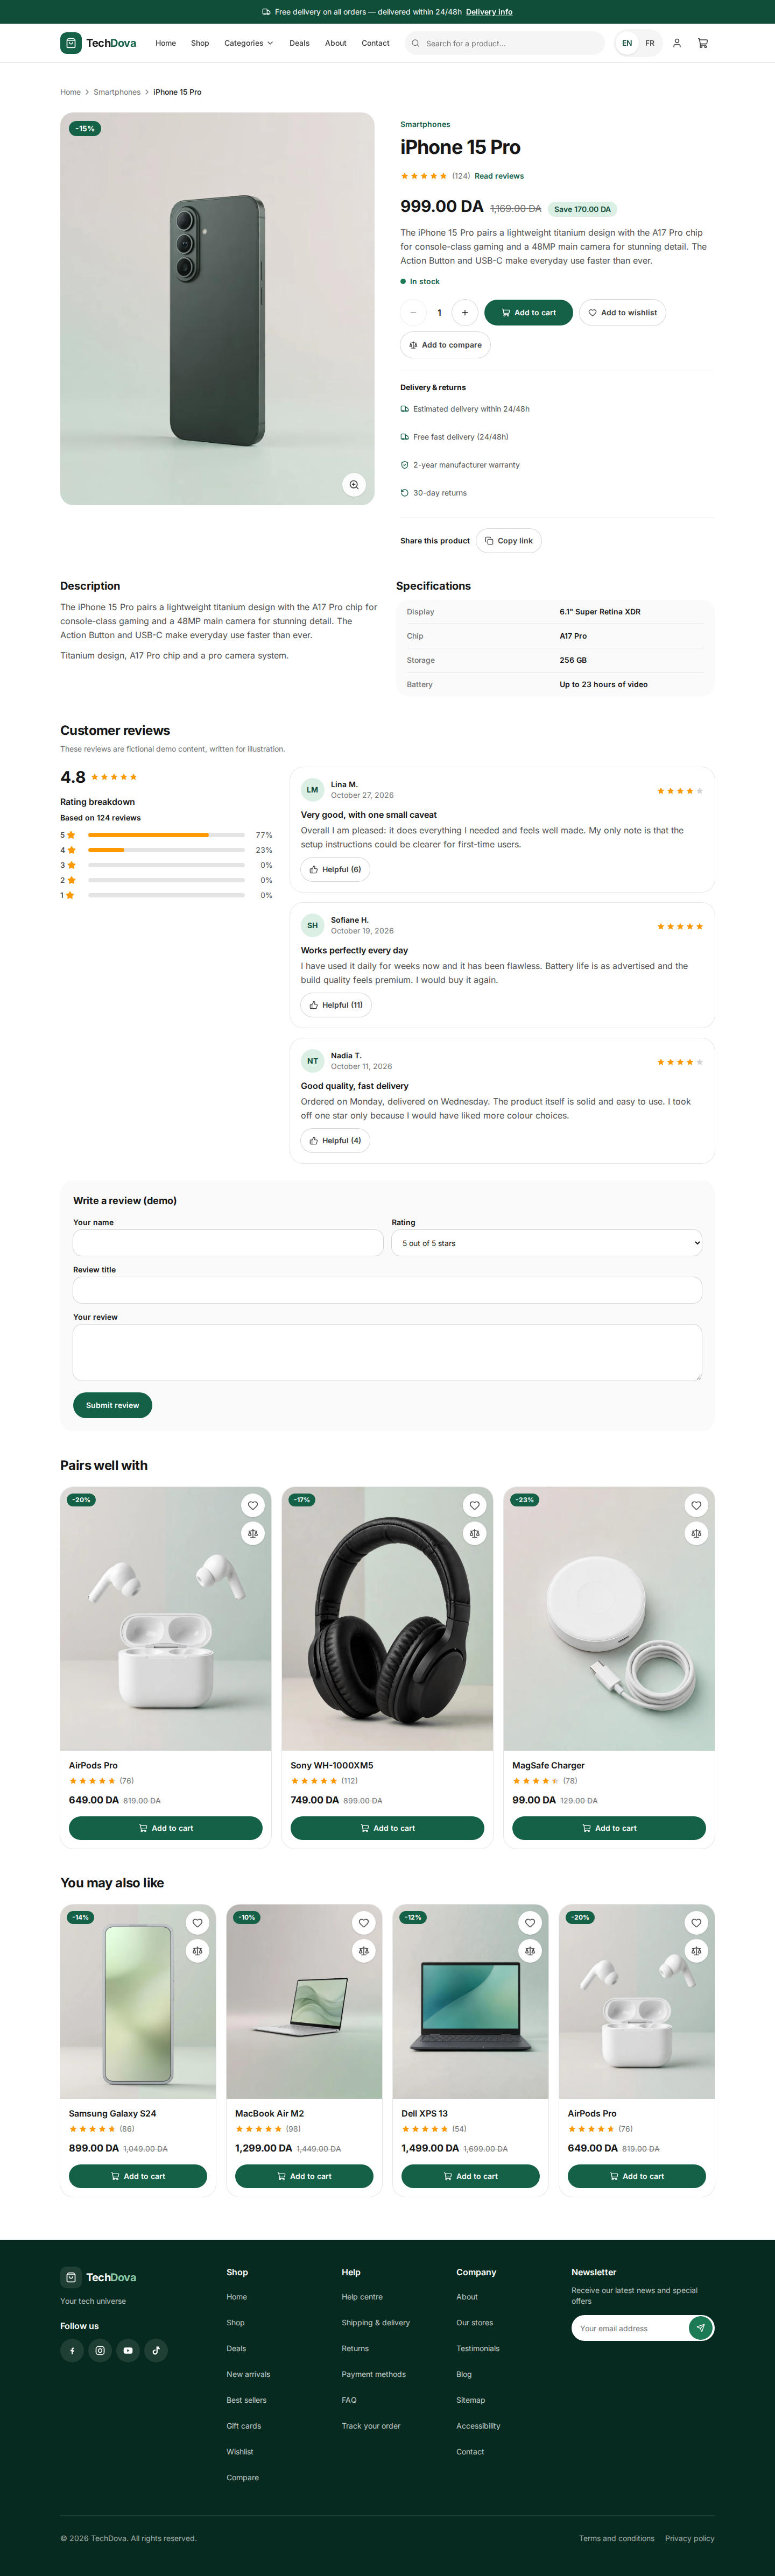 Free delivery on all orders — delivered within 24/48h Delivery info
TechDova Home Shop Categories Deals About Contact Search for a product... EN FR
Home > Smartphones > iPhone 15 Pro
-15%
Smartphones
iPhone 15 Pro
(124) Read reviews
999.00 DA 1,169.00 DA Save 170.00 DA
The iPhone 15 Pro pairs a lightweight titanium design with the A17 Pro chip
for console-class gaming and a 48MP main camera for stunning detail. The
Action Button and USB-C make everyday use faster than ever.
In stock
1 Add to cart Add to wishlist
Add to compare
Delivery & returns
Estimated delivery within 24/48h
Free fast delivery (24/48h)
2-year manufacturer warranty
30-day returns
Share this product Copy link
Description
The iPhone 15 Pro pairs a lightweight titanium design with the A17 Pro chip for
console-class gaming and a 48MP main camera for stunning detail. The
Action Button and USB-C make everyday use faster than ever.
Titanium design, A17 Pro chip and a pro camera system.
Specifications
Display 6.1" Super Retina XDR
Chip A17 Pro
Storage 256 GB
Battery Up to 23 hours of video
Customer reviews
These reviews are fictional demo content, written for illustration.
4.8
Rating breakdown
Based on 124 reviews
5 77%
4 23%
3 0%
2 0%
1 0%
LM Lina M.
October 27, 2026
Very good, with one small caveat
Overall I am pleased: it does everything I needed and feels well made. My only note is that the
setup instructions could be clearer for first-time users.
Helpful (6)
SH Sofiane H.
October 19, 2026
Works perfectly every day
I have used it daily for weeks now and it has been flawless. Battery life is as advertised and the
build quality feels premium. I would buy it again.
Helpful (11)
NT Nadia T.
October 11, 2026
Good quality, fast delivery
Ordered on Monday, delivered on Wednesday. The product itself is solid and easy to use. I took
off one star only because I would have liked more colour choices.
Helpful (4)
Write a review (demo)
Your name Rating
5 out of 5 stars
Review title
Your review
Submit review
Pairs well with
-20% -17% -23%
AirPods Pro Sony WH-1000XM5 MagSafe Charger
(76) (112) (78)
649.00 DA 819.00 DA 749.00 DA 899.00 DA 99.00 DA 129.00 DA
Add to cart Add to cart Add to cart
You may also like
-14% -10% -12% -20%
Samsung Galaxy S24 MacBook Air M2 Dell XPS 13 AirPods Pro
(86) (98) (54) (76)
899.00 DA 1,049.00 DA 1,299.00 DA 1,449.00 DA 1,499.00 DA 1,699.00 DA 649.00 DA 819.00 DA
Add to cart Add to cart Add to cart Add to cart
TechDova
Your tech universe
Follow us
Shop
Home
Shop
Deals
New arrivals
Best sellers
Gift cards
Wishlist
Compare
Help
Help centre
Shipping & delivery
Returns
Payment methods
FAQ
Track your order
Company
About
Our stores
Testimonials
Blog
Sitemap
Accessibility
Contact
Newsletter
Receive our latest news and special
offers
Your email address
© 2026 TechDova. All rights reserved. Terms and conditions Privacy policy